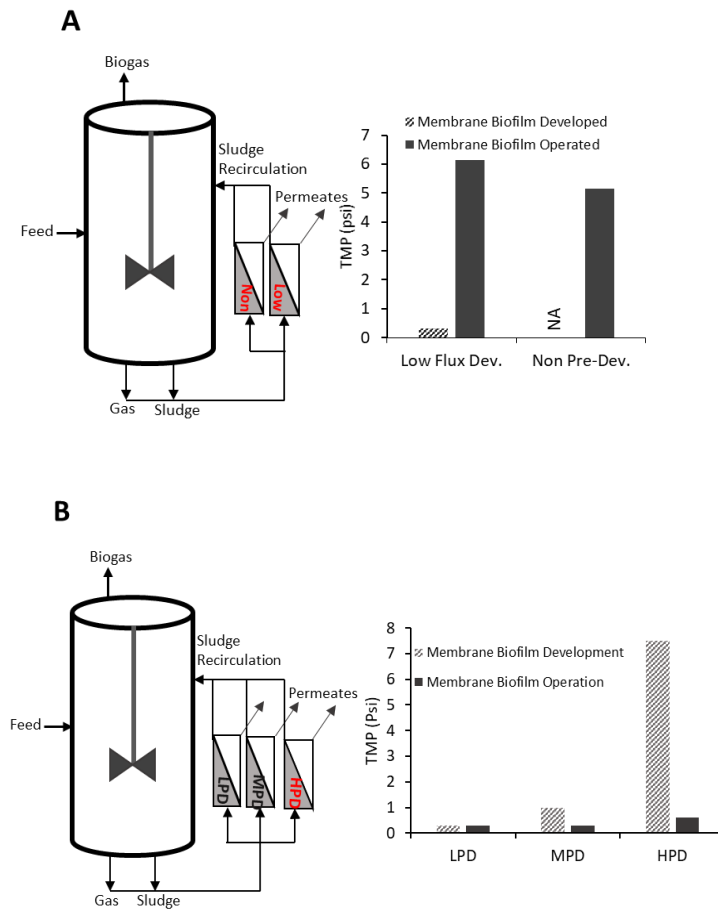 A
Biogas
Sludge
Recirculation
Permeates
Feed
Non
Low
Gas
Sludge
Membrane Biofilm Developed
Membrane Biofilm Operated
TMP (psi)
7
6
5
4
3
2
1
0
NA
Low Flux Dev.
Non Pre-Dev.
B
Biogas
Sludge
Recirculation
Permeates
Feed
LPD
MPD
HPD
Gas
Sludge
Membrane Biofilm Development
Membrane Biofilm Operation
TMP (Psi)
8
7
6
5
4
3
2
1
0
LPD
MPD
HPD